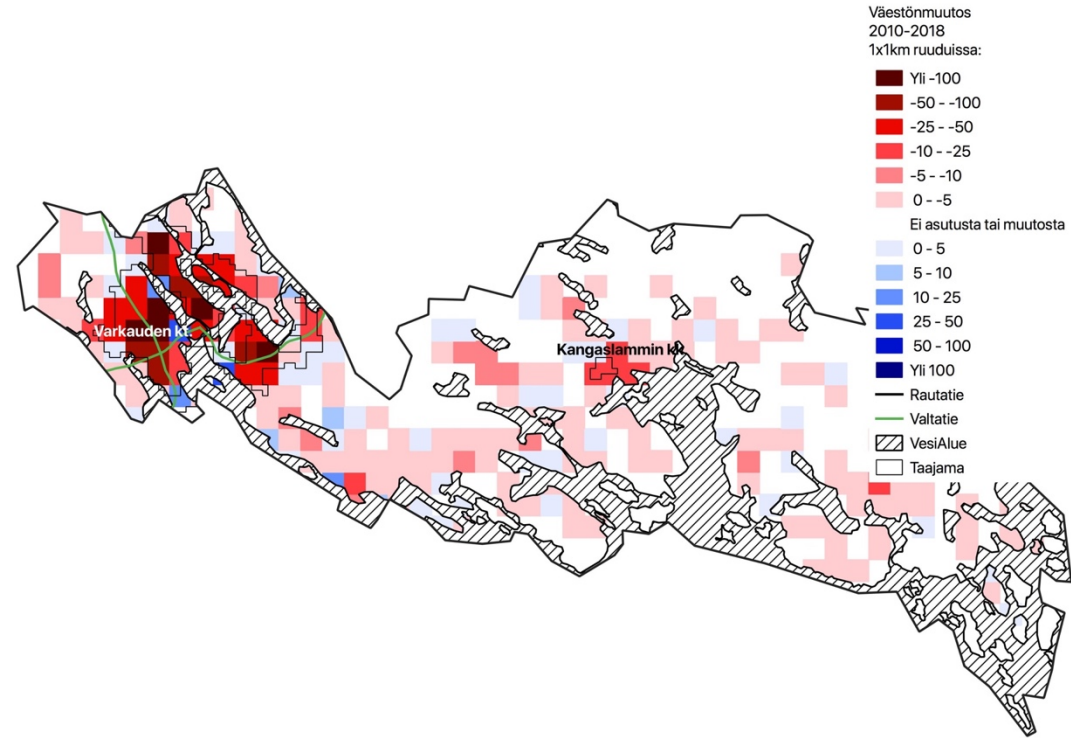 Väestönmuutos
2010-2018
1x1km ruuduissa:
Yli -100
-50 - -100
-25 - -50
-10 - -25
-5 - -10
0 - -5
Ei asutusta tai muutosta
0 - 5
5 - 10
10 - 25
25 - 50
50 - 100
Yli 100
Rautatie
Valtatie
VesiAlue
Taajama
Varkauden kt.
Kangaslammin kk.